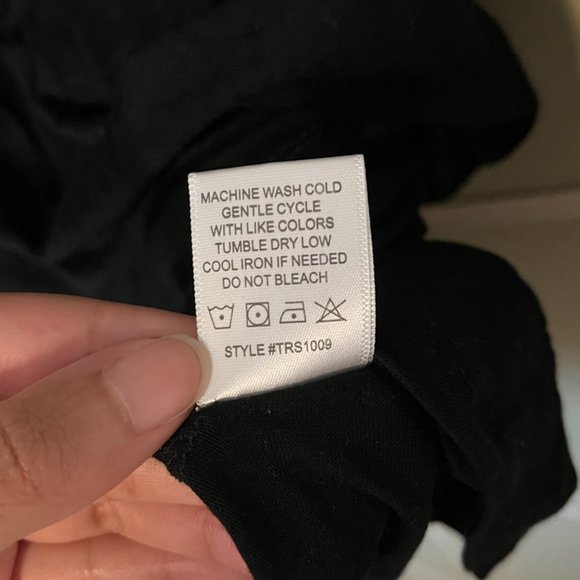 MACHINE WASH COLD
GENTLE CYCLE
WITH LIKE COLORS
TUMBLE DRY LOW
COOL IRON IF NEEDED
DO NOT BLEACH
STYLE #TRS1009